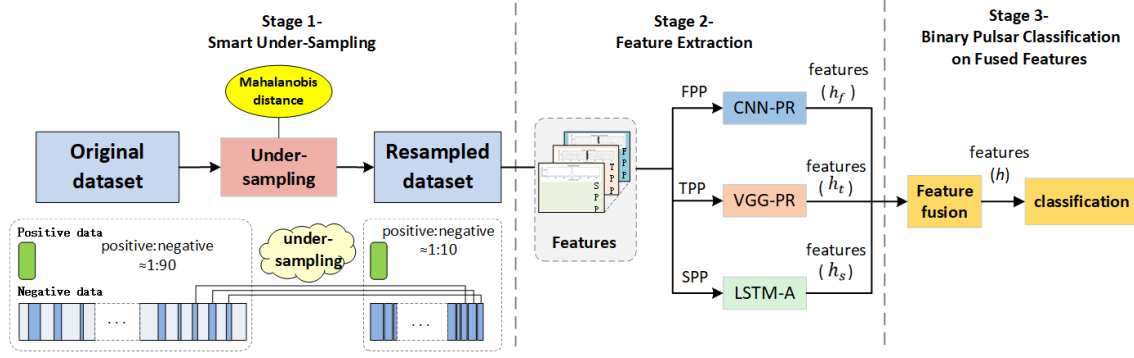 Stage 1-
Smart Under-Sampling
Mahalanobis
distance
Original
dataset
Under-
sampling
Resampled
dataset
Positive data
positive:negative
≈1:90
under-
sampling
positive:negative
≈1:10
Negative data
. . .
. . .
Stage 2-
Feature Extraction
F
P
P
T
P
P
S
P
P
Features
FPP
CNN-PR
features
(h_f)
TPP
VGG-PR
features
(h_t)
SPP
LSTM-A
features
(h_s)
Stage 3-
Binary Pulsar Classification
on Fused Features
Feature
fusion
features
(h)
classification